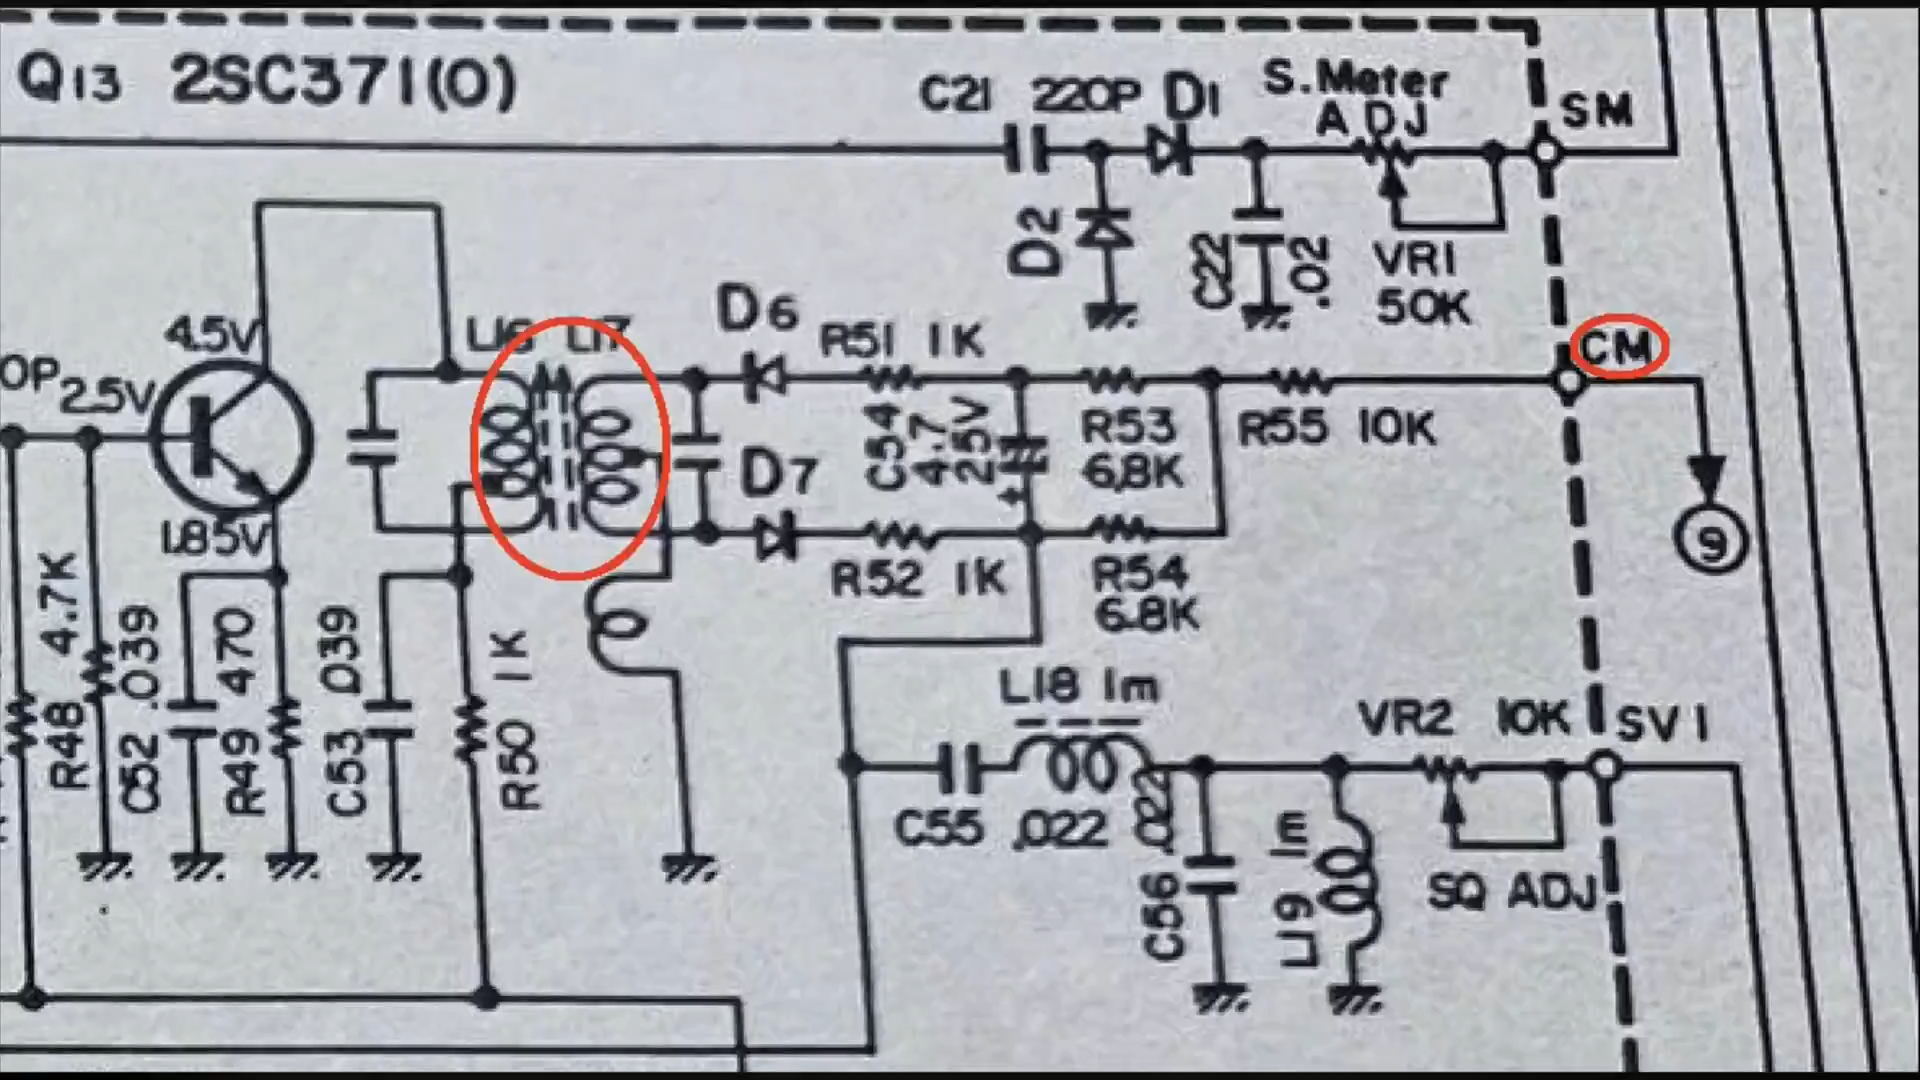 Q13 2SC371(O)
C21 220P D1
S.Meter
ADJ
SM
D2
C22
.02
VR1
50K
4.5V
L16 L17
D6
R51 1K
CM
OP
2.5V
C54
4.7
25V
R53
6.8K
R55 10K
D7
9
1.85V
R52 1K
R54
6.8K
R48 4.7K
C52 .039
R49 470
C53 .039
R50 1K
L18 1m
VR2 10K
SV1
C55 .022
C56 .022
L19 1m
SQ ADJ